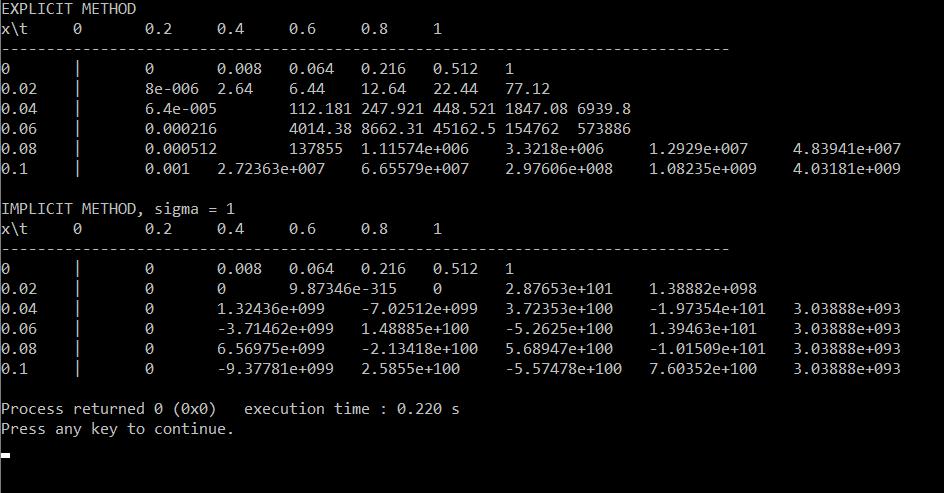 EXPLICIT METHOD
x\t 0 0.2 0.4 0.6 0.8 1
-----------------------------------------------------------------------------------------
0 | 0 0.008 0.064 0.216 0.512 1
0.02 | 8e-006 2.64 6.44 12.64 22.44 77.12
0.04 | 6.4e-005 112.181 247.921 448.521 1847.08 6939.8
0.06 | 0.000216 4014.38 8662.31 45162.5 154762 573886
0.08 | 0.000512 137855 1.11574e+006 3.3218e+006 1.2929e+007 4.83941e+007
0.1 | 0.001 2.72363e+007 6.65579e+007 2.97606e+008 1.08235e+009 4.03181e+009
IMPLICIT METHOD, sigma = 1
x\t 0 0.2 0.4 0.6 0.8 1
-----------------------------------------------------------------------------------------
0 | 0 0.008 0.064 0.216 0.512 1
0.02 | 0 0 9.87346e-315 0 2.87653e+101 1.38882e+098
0.04 | 0 1.32436e+099 -7.02512e+099 3.72353e+100 -1.97354e+101 3.03888e+093
0.06 | 0 -3.71462e+099 1.48885e+100 -5.2625e+100 1.39463e+101 3.03888e+093
0.08 | 0 6.56975e+099 -2.13418e+100 5.68947e+100 -1.01509e+101 3.03888e+093
0.1 | 0 -9.37781e+099 2.5855e+100 -5.57478e+100 7.60352e+100 3.03888e+093
Process returned 0 (0x0) execution time : 0.220 s
Press any key to continue.